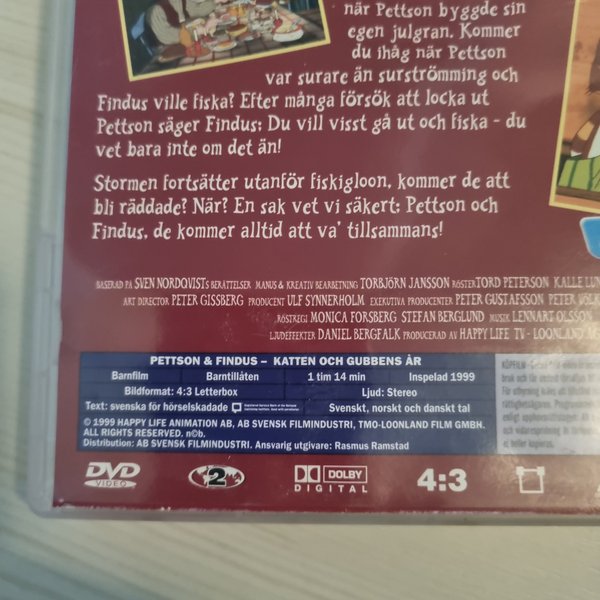 när Pettson byggde sin
egen julgran. Kommer
du ihåg när Pettson
var surare än surströmming och
Findus ville fiska? Efter många försök att locka ut
Pettson säger Findus: Du vill visst gå ut och fiska - du
vet bara inte om det än!
Stormen fortsätter utanför fiskigloon, kommer de att
bli räddade? När? En sak vet vi säkert: Pettson och
Findus, de kommer alltid att va' tillsammans!
BASERAD PÅ SVEN NORDQVISTS BERÄTTELSER MANUS & KREATIV BEARBETNING TORBJÖRN JANSSON RÖSTER TORD PETERSON KALLE LUN
ART DIRECTOR PETER GISSBERG PRODUCENT ULF SYNNERHOLM EXEKUTIVA PRODUCENTER PETER GUSTAFSSON PETER VÖLK
RÖSTREGI MONICA FORSBERG STEFAN BERGLUND MUSIK LENNART OLSSON
LJUDEFFEKTER DANIEL BERGFALK PRODUCERAD AV HAPPY LIFE TV - LOONLAND AG
PETTSON & FINDUS – KATTEN OCH GUBBENS ÅR
Barnfilm Barntillåten 1 tim 14 min Inspelad 1999
Bildformat: 4:3 Letterbox Ljud: Stereo
Text: svenska för hörselskadade Svenskt, norskt och danskt tal
© 1999 HAPPY LIFE ANIMATION AB, AB SVENSK FILMINDUSTRI, TMO-LOONLAND FILM GMBH.
ALL RIGHTS RESERVED. n©b.
Distribution: AB SVENSK FILMINDUSTRI. Ansvarig utgivare: Rasmus Ramstad
DVD VIDEO 2 DOLBY DIGITAL 4:3